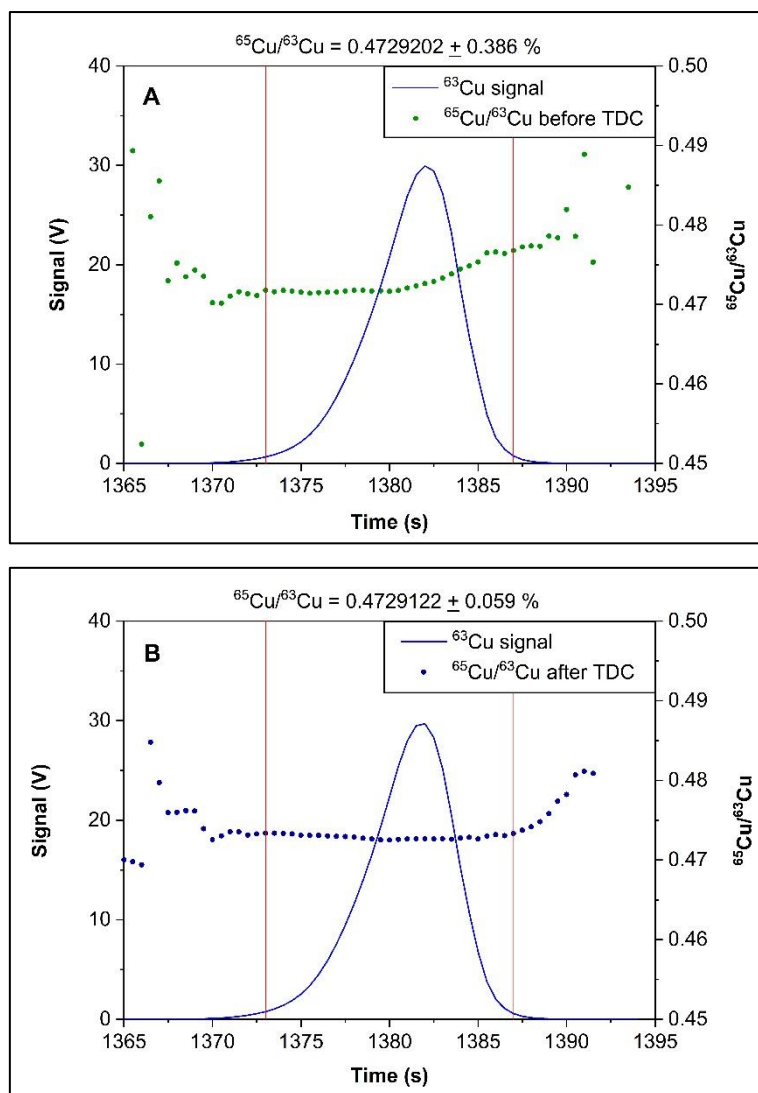 ⁶⁵Cu/⁶³Cu = 0.4729202 ± 0.386 %
A
⁶³Cu signal
⁶⁵Cu/⁶³Cu before TDC
40
30
20
10
0
Signal (V)
0.50
0.49
0.48
0.47
0.46
0.45
⁶⁵Cu/⁶³Cu
1365 1370 1375 1380 1385 1390 1395
Time (s)
⁶⁵Cu/⁶³Cu = 0.4729122 ± 0.059 %
B
⁶³Cu signal
⁶⁵Cu/⁶³Cu after TDC
40
30
20
10
0
Signal (V)
0.50
0.49
0.48
0.47
0.46
0.45
⁶⁵Cu/⁶³Cu
1365 1370 1375 1380 1385 1390 1395
Time (s)